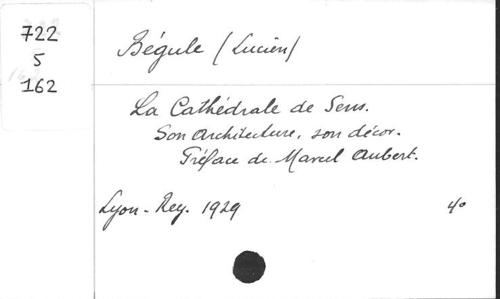 722
5
162
Bégule (Lucien)
La Cathédrale de Sens.
Son architecture, son décor.
Préface de Marcel Aubert.
Lyon - Rey. 1929 4°